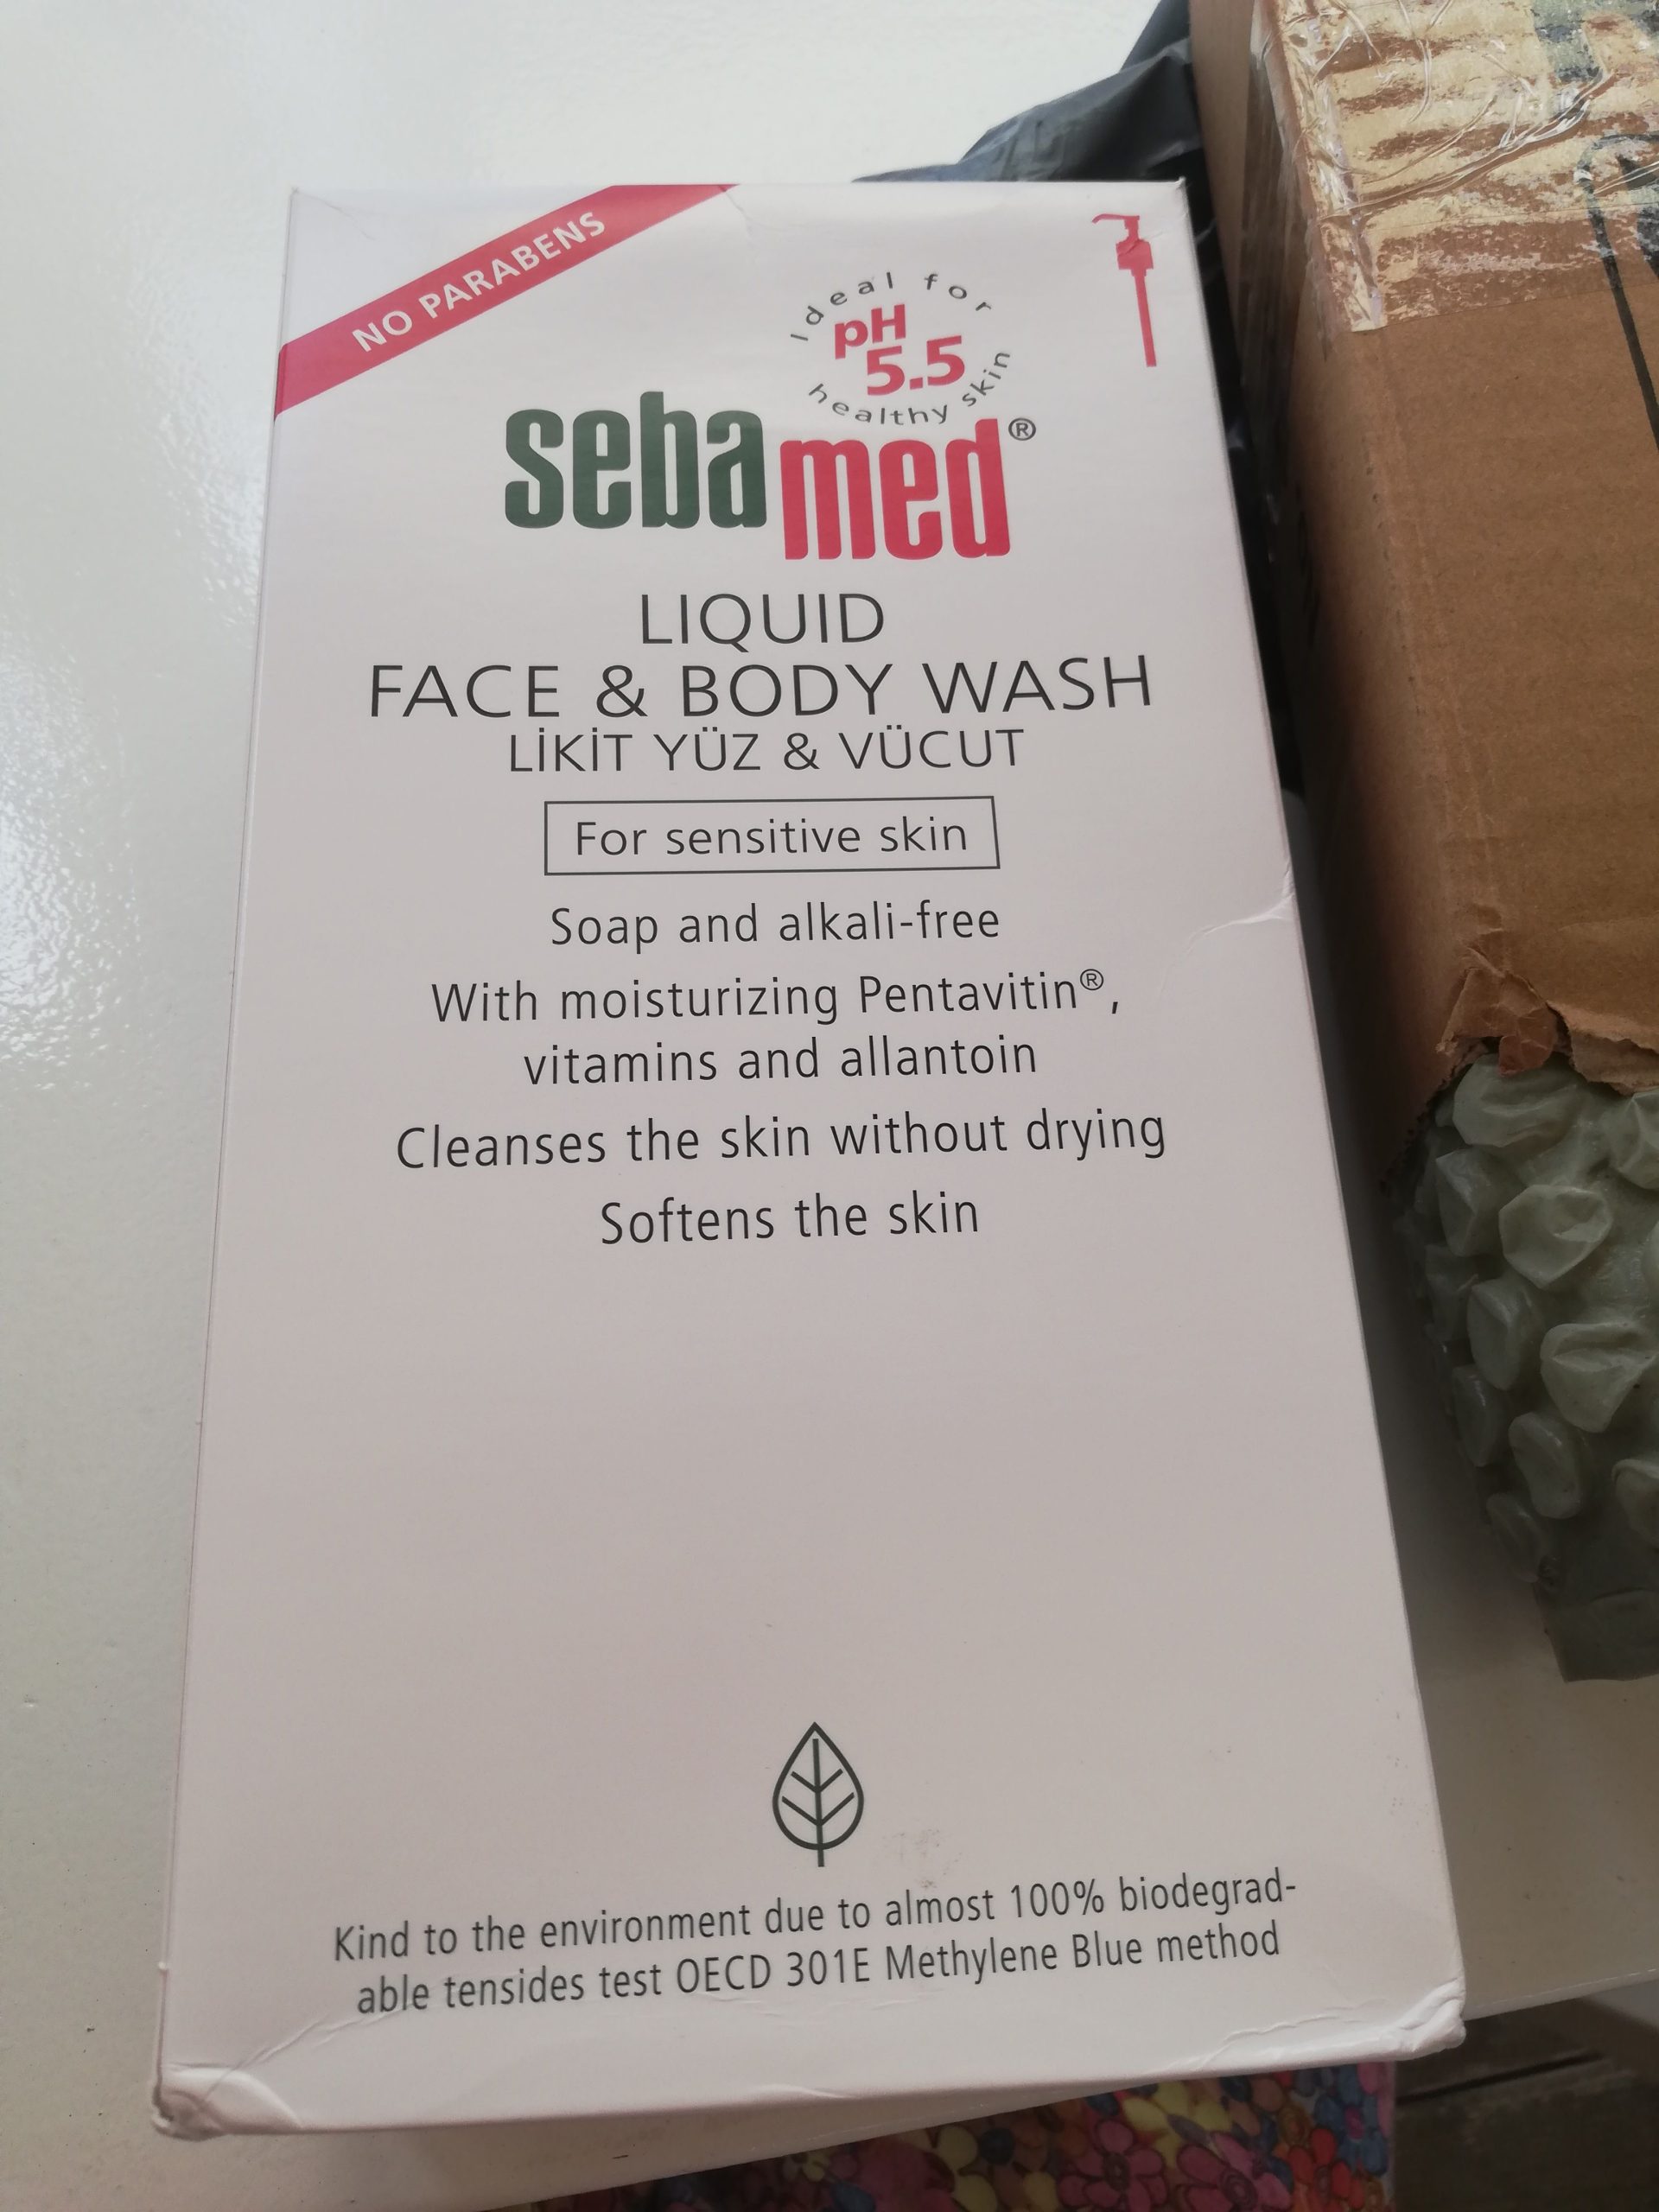 NO PARABENS
Ideal for
pH
5.5
healthy skin
sebamed®
LIQUID
FACE & BODY WASH
LİKİT YÜZ & VÜCUT
For sensitive skin
Soap and alkali-free
With moisturizing Pentavitin®,
vitamins and allantoin
Cleanses the skin without drying
Softens the skin
Kind to the environment due to almost 100% biodegrad-
able tensides test OECD 301E Methylene Blue method